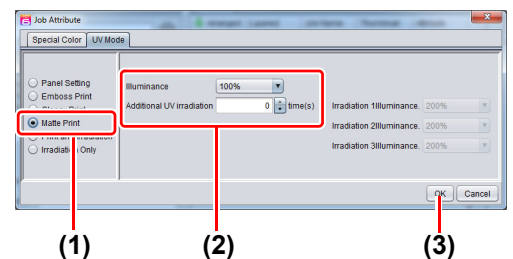 Job Attribute
Special Color UV Mode
Panel Setting
Emboss Print
Matte Print
Irradiation Only
Illuminance 100%
Additional UV irradiation 0 time(s)
Irradiation 1Illuminance. 200%
Irradiation 2Illuminance. 200%
Irradiation 3Illuminance. 200%
OK Cancel
(1) (2) (3)